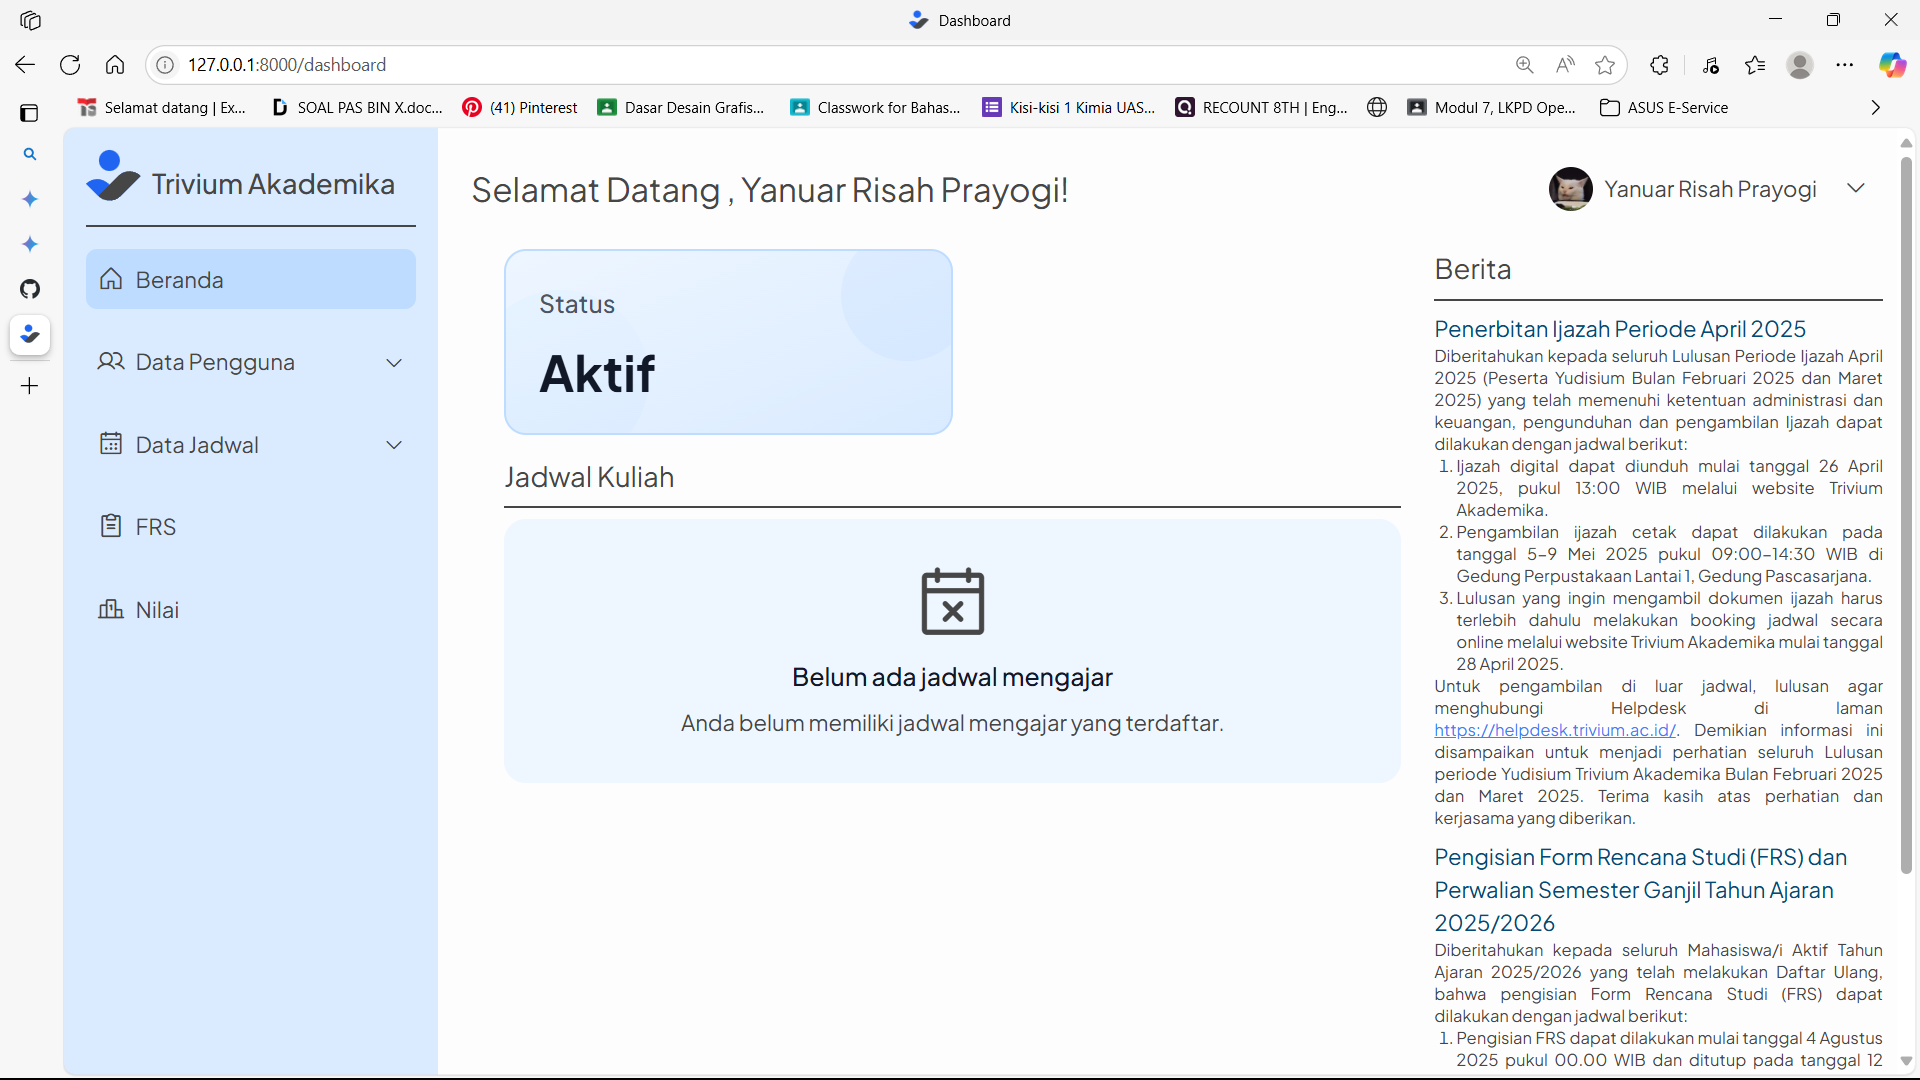 Dashboard
127.0.0.1:8000/dashboard
Selamat datang | Ex...
SOAL PAS BIN X.doc...
(41) Pinterest
Dasar Desain Grafis...
Classwork for Bahas...
Kisi-kisi 1 Kimia UAS...
RECOUNT 8TH | Eng...
Modul 7, LKPD Ope...
ASUS E-Service
Trivium Akademika
Beranda
Data Pengguna
Data Jadwal
FRS
Nilai
Selamat Datang , Yanuar Risah Prayogi!
Yanuar Risah Prayogi
Status
Aktif
Jadwal Kuliah
Belum ada jadwal mengajar
Anda belum memiliki jadwal mengajar yang terdaftar.
Berita
Penerbitan Ijazah Periode April 2025
Diberitahukan kepada seluruh Lulusan Periode Ijazah April
2025 (Peserta Yudisium Bulan Februari 2025 dan Maret
2025) yang telah memenuhi ketentuan administrasi dan
keuangan, pengunduhan dan pengambilan Ijazah dapat
dilakukan dengan jadwal berikut:
1. Ijazah digital dapat diunduh mulai tanggal 26 April
2025, pukul 13:00 WIB melalui website Trivium
Akademika.
2. Pengambilan ijazah cetak dapat dilakukan pada
tanggal 5–9 Mei 2025 pukul 09:00–14:30 WIB di
Gedung Perpustakaan Lantai 1, Gedung Pascasarjana.
3. Lulusan yang ingin mengambil dokumen ijazah harus
terlebih dahulu melakukan booking jadwal secara
online melalui website Trivium Akademika mulai tanggal
28 April 2025.
Untuk pengambilan di luar jadwal, lulusan agar
menghubungi Helpdesk di laman
https://helpdesk.trivium.ac.id/. Demikian informasi ini
disampaikan untuk menjadi perhatian seluruh Lulusan
periode Yudisium Trivium Akademika Bulan Februari 2025
dan Maret 2025. Terima kasih atas perhatian dan
kerjasama yang diberikan.
Pengisian Form Rencana Studi (FRS) dan
Perwalian Semester Ganjil Tahun Ajaran
2025/2026
Diberitahukan kepada seluruh Mahasiswa/i Aktif Tahun
Ajaran 2025/2026 yang telah melakukan Daftar Ulang,
bahwa pengisian Form Rencana Studi (FRS) dapat
dilakukan dengan jadwal berikut:
1. Pengisian FRS dapat dilakukan mulai tanggal 4 Agustus
2025 pukul 00.00 WIB dan ditutup pada tanggal 12